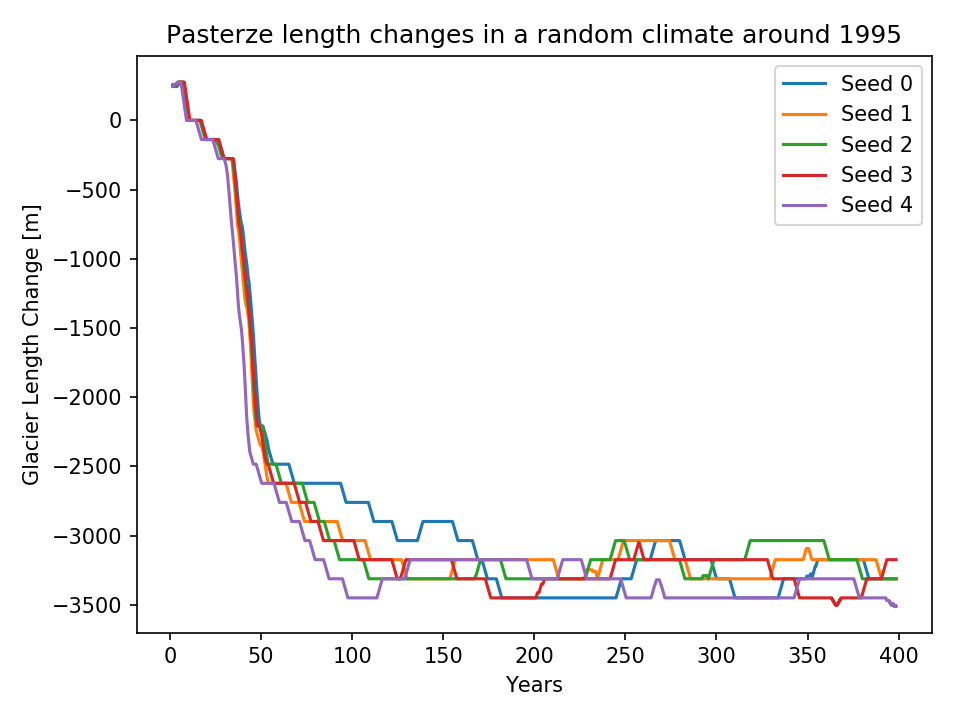 Pasterze length changes in a random climate around 1995
Seed 0
Seed 1
Seed 2
Seed 3
Seed 4
Glacier Length Change [m]
0
−500
−1000
−1500
−2000
−2500
−3000
−3500
0 50 100 150 200 250 300 350 400
Years